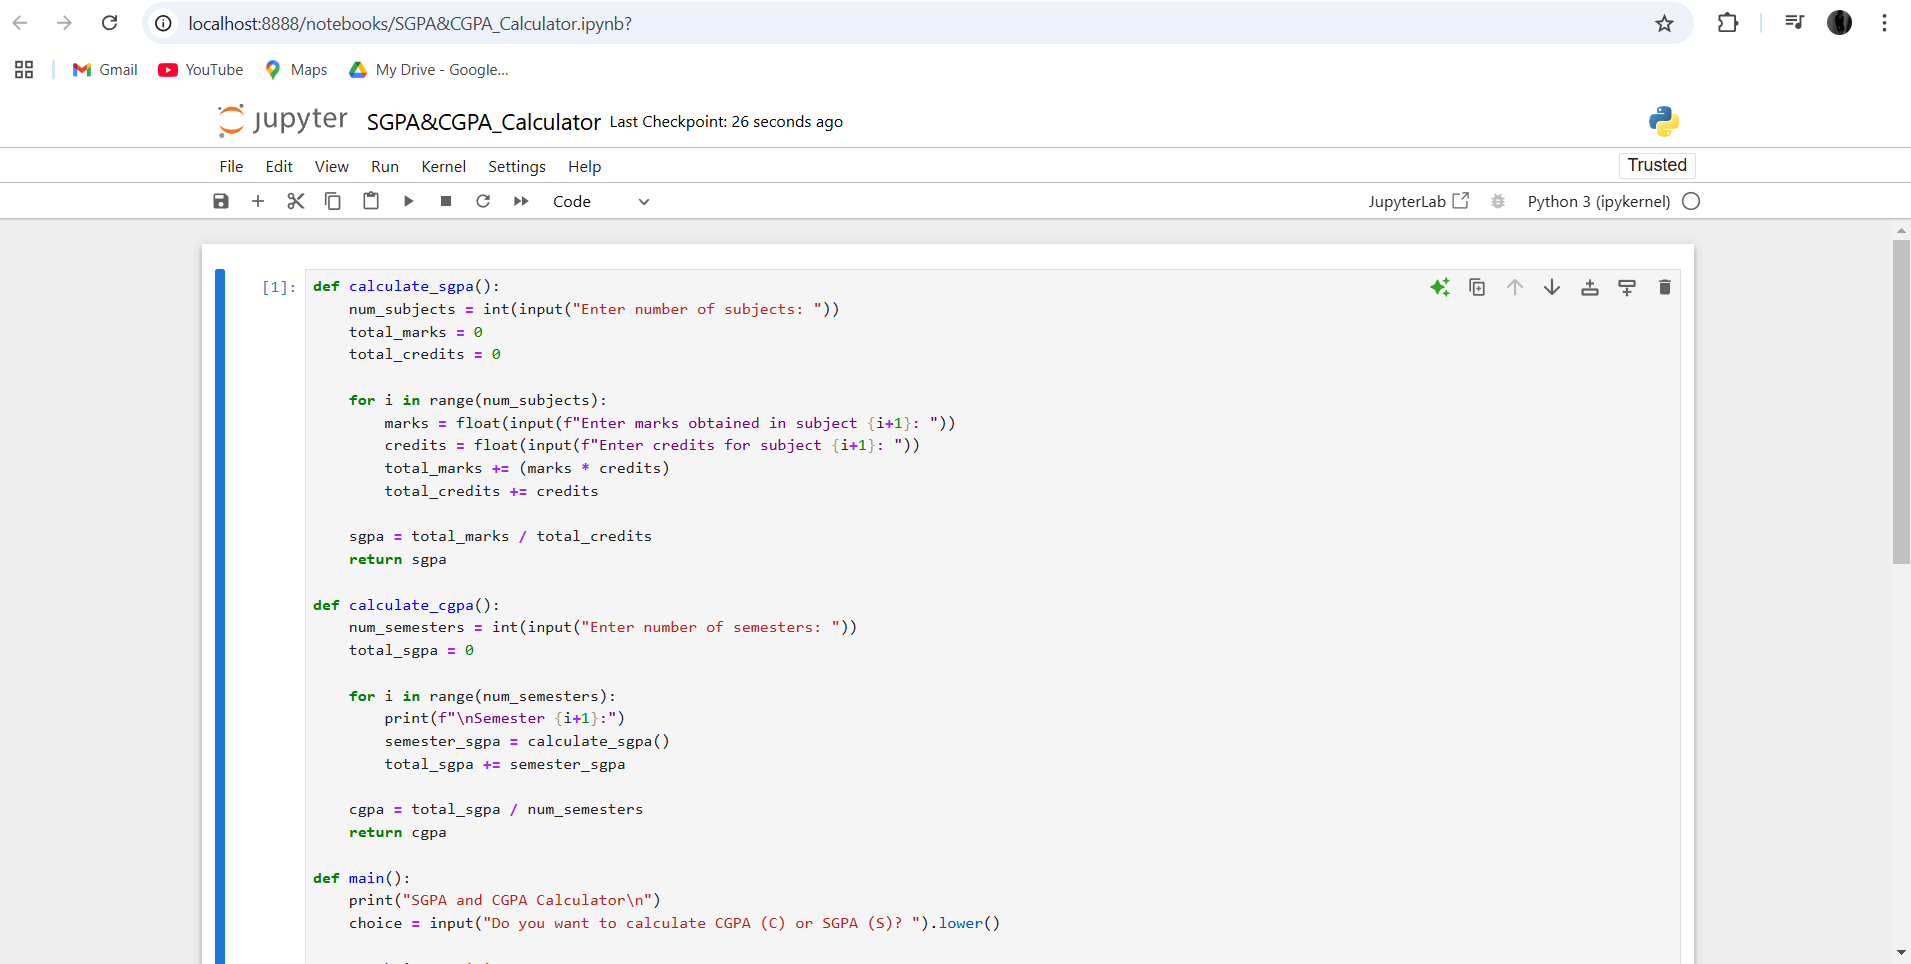 localhost:8888/notebooks/SGPA&CGPA_Calculator.ipynb?
Gmail YouTube Maps My Drive - Google...
jupyter SGPA&CGPA_Calculator Last Checkpoint: 26 seconds ago
File Edit View Run Kernel Settings Help Trusted
Code JupyterLab Python 3 (ipykernel)
[1]: def calculate_sgpa():
    num_subjects = int(input("Enter number of subjects: "))
    total_marks = 0
    total_credits = 0

    for i in range(num_subjects):
        marks = float(input(f"Enter marks obtained in subject {i+1}: "))
        credits = float(input(f"Enter credits for subject {i+1}: "))
        total_marks += (marks * credits)
        total_credits += credits

    sgpa = total_marks / total_credits
    return sgpa

def calculate_cgpa():
    num_semesters = int(input("Enter number of semesters: "))
    total_sgpa = 0

    for i in range(num_semesters):
        print(f"\nSemester {i+1}:")
        semester_sgpa = calculate_sgpa()
        total_sgpa += semester_sgpa

    cgpa = total_sgpa / num_semesters
    return cgpa

def main():
    print("SGPA and CGPA Calculator\n")
    choice = input("Do you want to calculate CGPA (C) or SGPA (S)? ").lower()